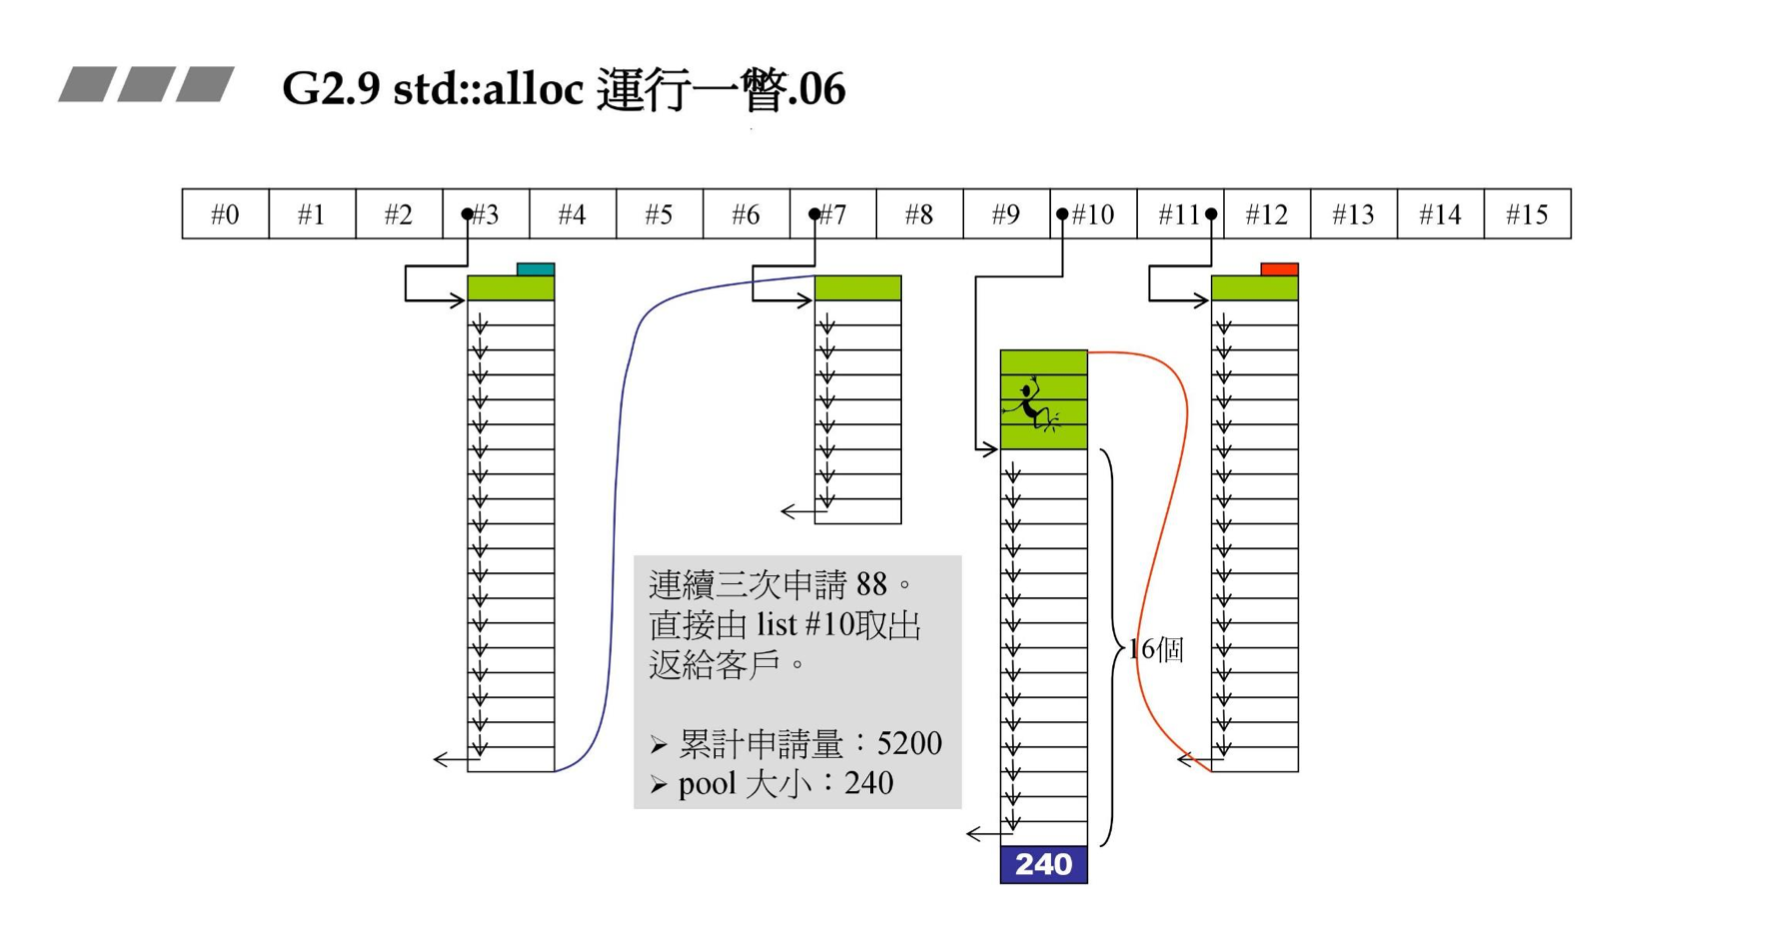 G2.9 std::alloc 運行一瞥.06
#0 #1 #2 #3 #4 #5 #6 #7 #8 #9 #10 #11 #12 #13 #14 #15
連續三次申請 88。
直接由 list #10取出
返給客戶。
➢ 累計申請量：5200
➢ pool 大小：240
16個
240